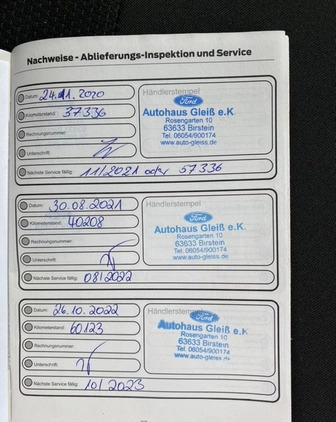 Nachweise - Ablieferungs-Inspektion und Service
Datum: 24.11.2020
Kilometerstand: 37336
Rechnungsnummer:
Unterschrift:
Nächste Service fällig: 11/2021 oder 57336
Händlerstempel
Ford
Autohaus Gleiß e.K.
Rosengarten 10
63633 Birstein
Tel. 06054/900174
www.auto-gleiss.de
Datum: 30.08.2021
Kilometerstand: 40208
Rechnungsnummer:
Unterschrift:
Nächste Service fällig: 08/2022
Händlerstempel
Ford
Autohaus Gleiß e.K.
Rosengarten 10
63633 Birstein
Tel. 06054/900174
www.auto-gleiss.de
Datum: 26.10.2022
Kilometerstand: 60123
Rechnungsnummer:
Unterschrift:
Nächste Service fällig: 10/2023
Händlerstempel
Ford
Autohaus Gleiß e.K.
Rosengarten 10
63633 Birstein
Tel. 06054/900174
www.auto-gleiss.de